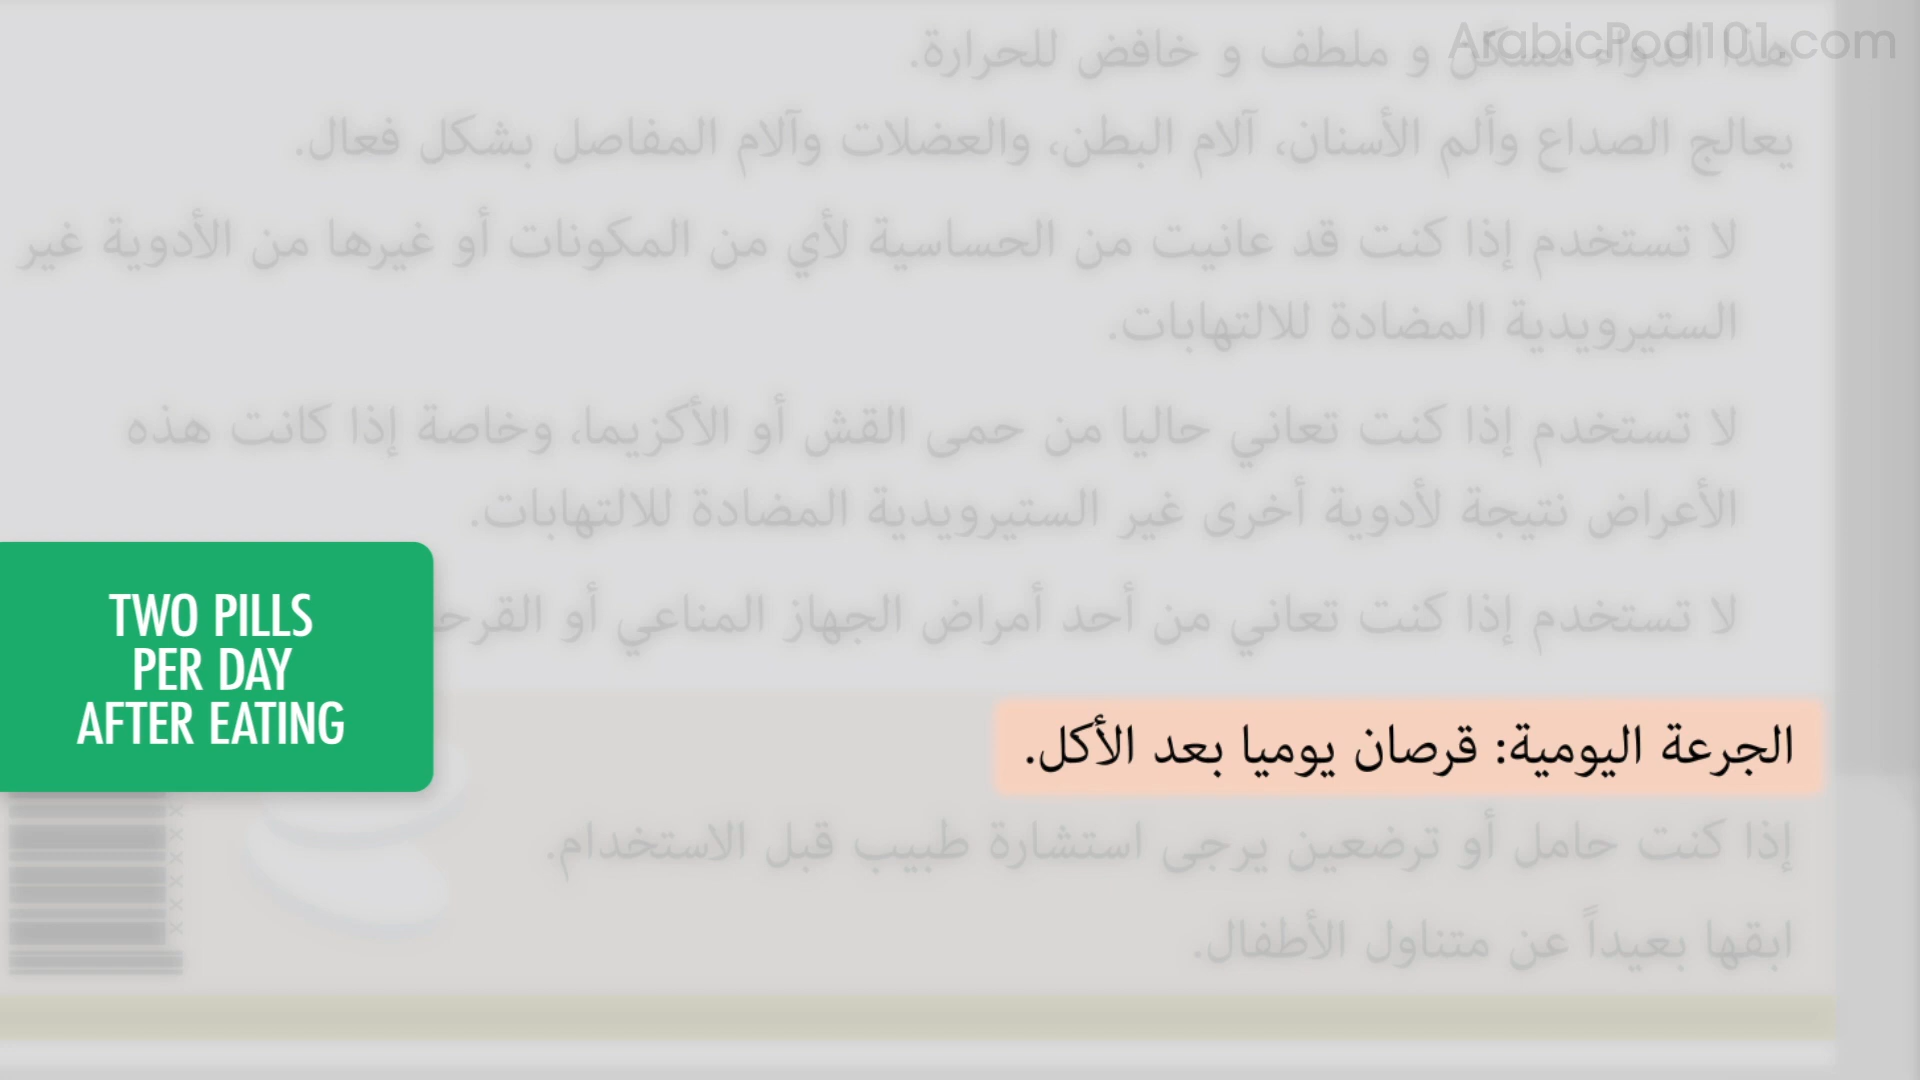 ArabicPod101.com
هذا الدواء مسكن و ملطف و خافض للحرارة.
يعالج الصداع وألم الأسنان، آلام البطن، والعضلات وآلام المفاصل بشكل فعال.
لا تستخدم إذا كنت قد عانيت من الحساسية لأي من المكونات أو غيرها من الأدوية غير
الستيرويدية المضادة للالتهابات.
لا تستخدم إذا كنت تعاني حاليا من حمى القش أو الأكزيما، وخاصة إذا كانت هذه
الأعراض نتيجة لأدوية أخرى غير الستيرويدية المضادة للالتهابات.
لا تستخدم إذا كنت تعاني من أحد أمراض الجهاز المناعي أو
TWO PILLS
PER DAY
AFTER EATING
الجرعة اليومية: قرصان يوميا بعد الأكل.
إذا كنت حامل أو ترضعين يرجى استشارة طبيب قبل الاستخدام.
ابقها بعيداً عن متناول الأطفال.